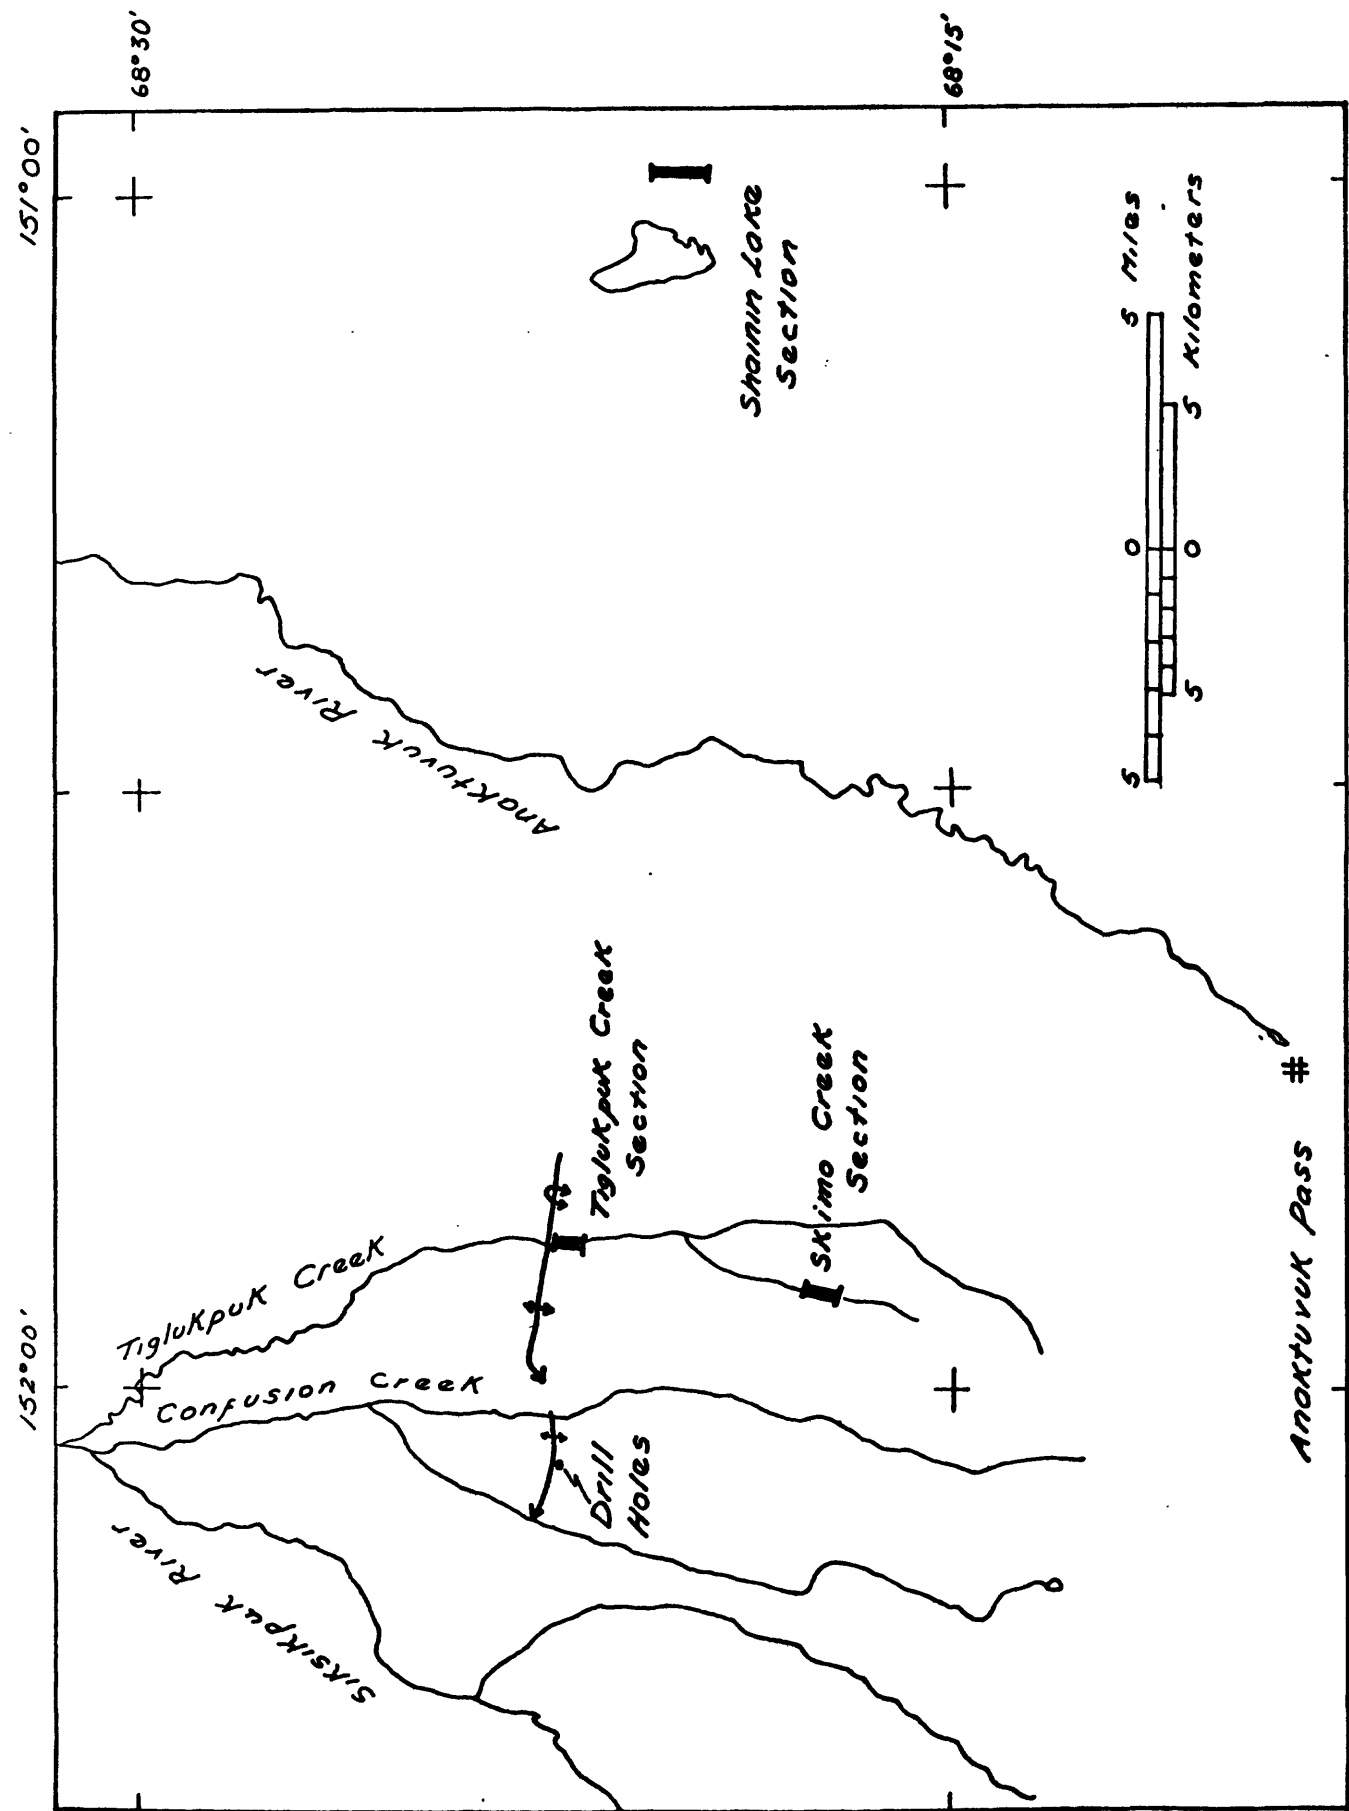 151°00'
152°00'
68°30'
68°15'
Siksikpuk River
Confusion Creek
Tiglukpuk Creek
Anaktuvuk River
Drill
Holes
Tiglukpuk Creek
Section
Skimo Creek
Section
Shainin Lake
Section
Anaktuvuk Pass
5 0 5 Miles
5 0 5 Kilometers